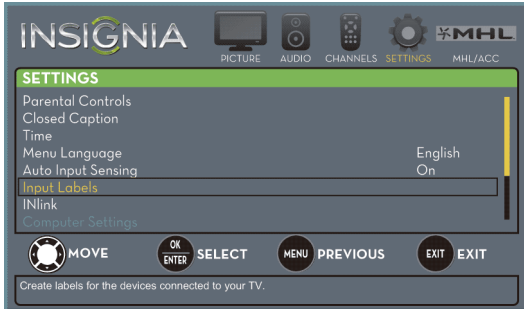 INSIGNIA
PICTURE AUDIO CHANNELS SETTINGS MHL MHL/ACC
SETTINGS
Parental Controls
Closed Caption
Time
Menu Language English
Auto Input Sensing On
Input Labels
INlink
Computer Settings
MOVE OK ENTER SELECT MENU PREVIOUS EXIT EXIT
Create labels for the devices connected to your TV.